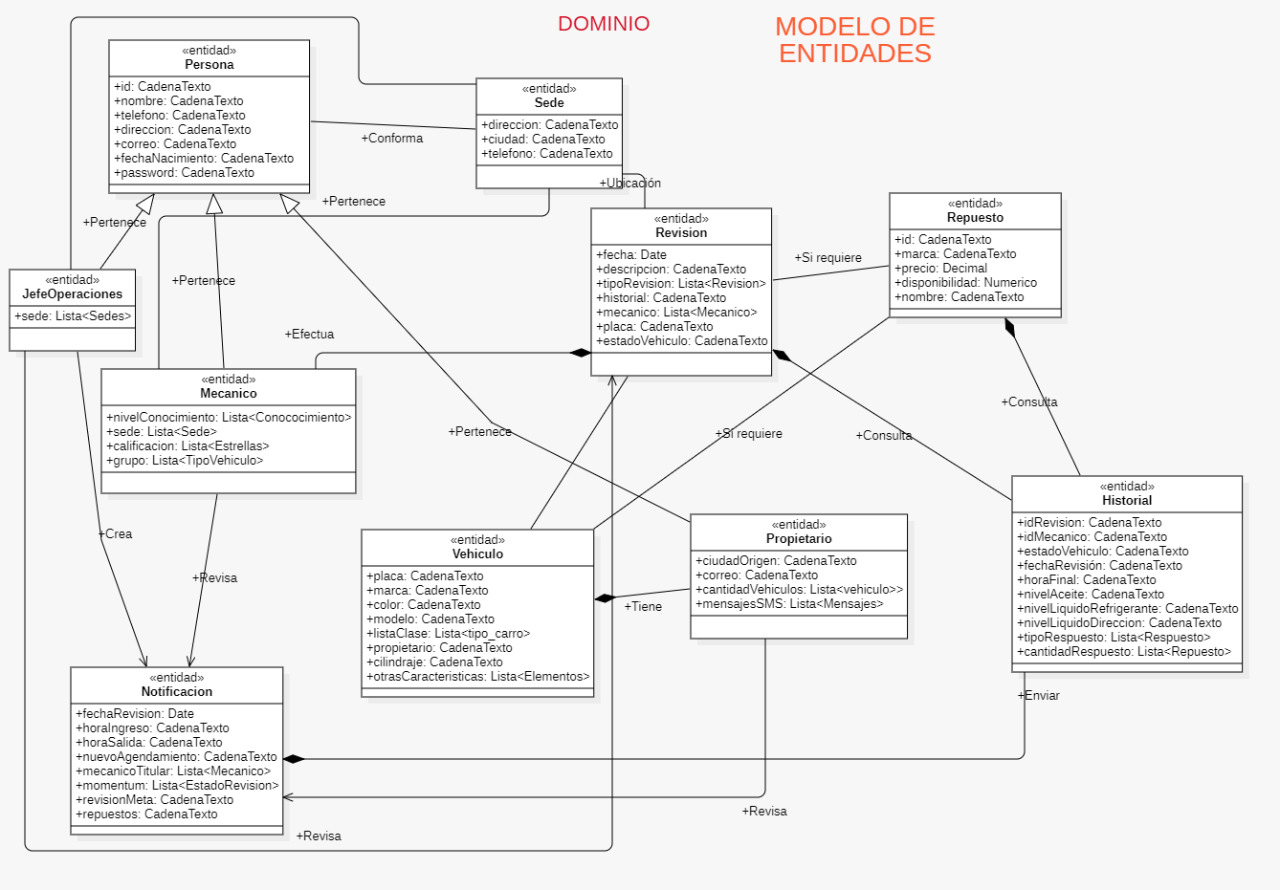 DOMINIO
MODELO DE
ENTIDADES
«entidad»
Persona
+id: CadenaTexto
+nombre: CadenaTexto
+telefono: CadenaTexto
+direccion: CadenaTexto
+correo: CadenaTexto
+fechaNacimiento: CadenaTexto
+password: CadenaTexto
+Conforma
«entidad»
Sede
+direccion: CadenaTexto
+ciudad: CadenaTexto
+telefono: CadenaTexto
+Ubicación
+Pertenece
+Pertenece
+Pertenece
«entidad»
Revision
+fecha: Date
+descripcion: CadenaTexto
+tipoRevision: Lista<Revision>
+historial: CadenaTexto
+mecanico: Lista<Mecanico>
+placa: CadenaTexto
+estadoVehiculo: CadenaTexto
+Si requiere
«entidad»
Repuesto
+id: CadenaTexto
+marca: CadenaTexto
+precio: Decimal
+disponibilidad: Numerico
+nombre: CadenaTexto
«entidad»
JefeOperaciones
+sede: Lista<Sedes>
+Efectua
«entidad»
Mecanico
+nivelConocimiento: Lista<Conococimiento>
+sede: Lista<Sede>
+calificacion: Lista<Estrellas>
+grupo: Lista<TipoVehiculo>
+Pertenece
+Si requiere
+Consulta
+Consulta
«entidad»
Historial
+idRevision: CadenaTexto
+idMecanico: CadenaTexto
+estadoVehiculo: CadenaTexto
+fechaRevisión: CadenaTexto
+horaFinal: CadenaTexto
+nivelAceite: CadenaTexto
+nivelLiquidoRefrigerante: CadenaTexto
+nivelLiquidoDireccion: CadenaTexto
+tipoRespuesto: Lista<Respuesto>
+cantidadRespuesto: Lista<Repuesto>
+Crea
+Revisa
«entidad»
Vehiculo
+placa: CadenaTexto
+marca: CadenaTexto
+color: CadenaTexto
+modelo: CadenaTexto
+listaClase: Lista<tipo_carro>
+propietario: CadenaTexto
+cilindraje: CadenaTexto
+otrasCaracteristicas: Lista<Elementos>
+Tiene
«entidad»
Propietario
+ciudadOrigen: CadenaTexto
+correo: CadenaTexto
+cantidadVehiculos: Lista<vehiculo>>
+mensajesSMS: Lista<Mensajes>
+Enviar
«entidad»
Notificacion
+fechaRevision: Date
+horaIngreso: CadenaTexto
+horaSalida: CadenaTexto
+nuevoAgendamiento: CadenaTexto
+mecanicoTitular: Lista<Mecanico>
+momentum: Lista<EstadoRevision>
+revisionMeta: CadenaTexto
+repuestos: CadenaTexto
+Revisa
+Revisa